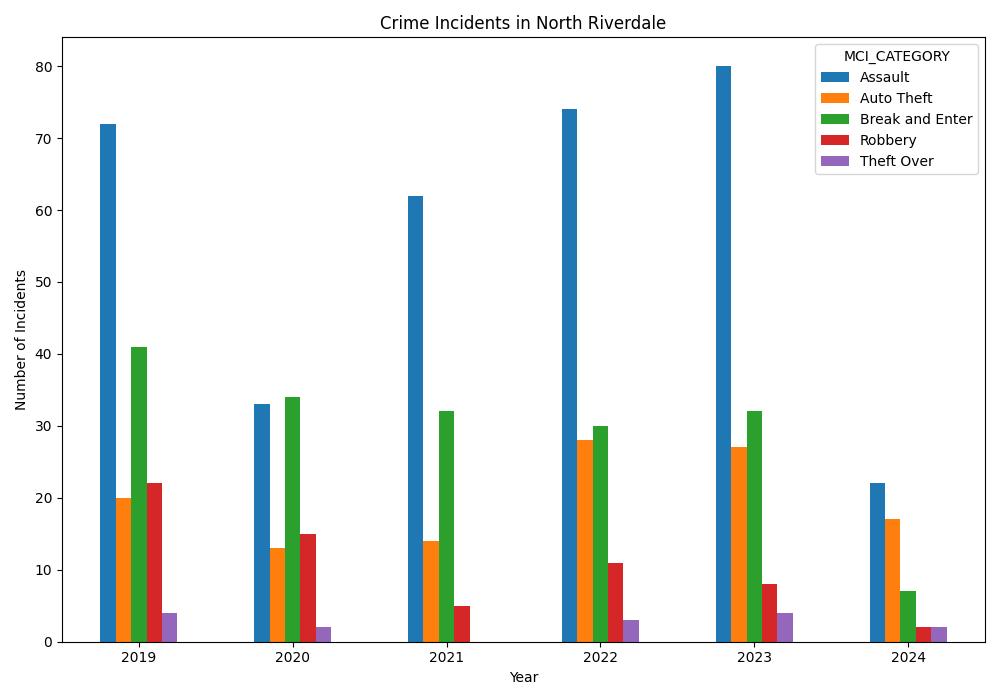 Crime Incidents in North Riverdale
MCI_CATEGORY
Assault
Auto Theft
Break and Enter
Robbery
Theft Over
Number of Incidents
80
70
60
50
40
30
20
10
0
2019 2020 2021 2022 2023 2024
Year